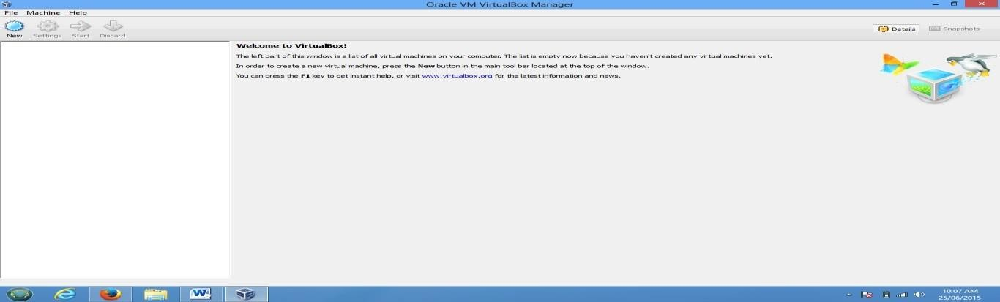 Oracle VM VirtualBox Manager
File Machine Help
New Settings Start Discard
Details Snapshots
Welcome to VirtualBox!
The left part of this window is a list of all virtual machines on your computer. The list is empty now because you haven't created any virtual machines yet.
In order to create a new virtual machine, press the New button in the main tool bar located at the top of the window.
You can press the F1 key to get instant help, or visit www.virtualbox.org for the latest information and news.
10:07 AM
25/06/2015